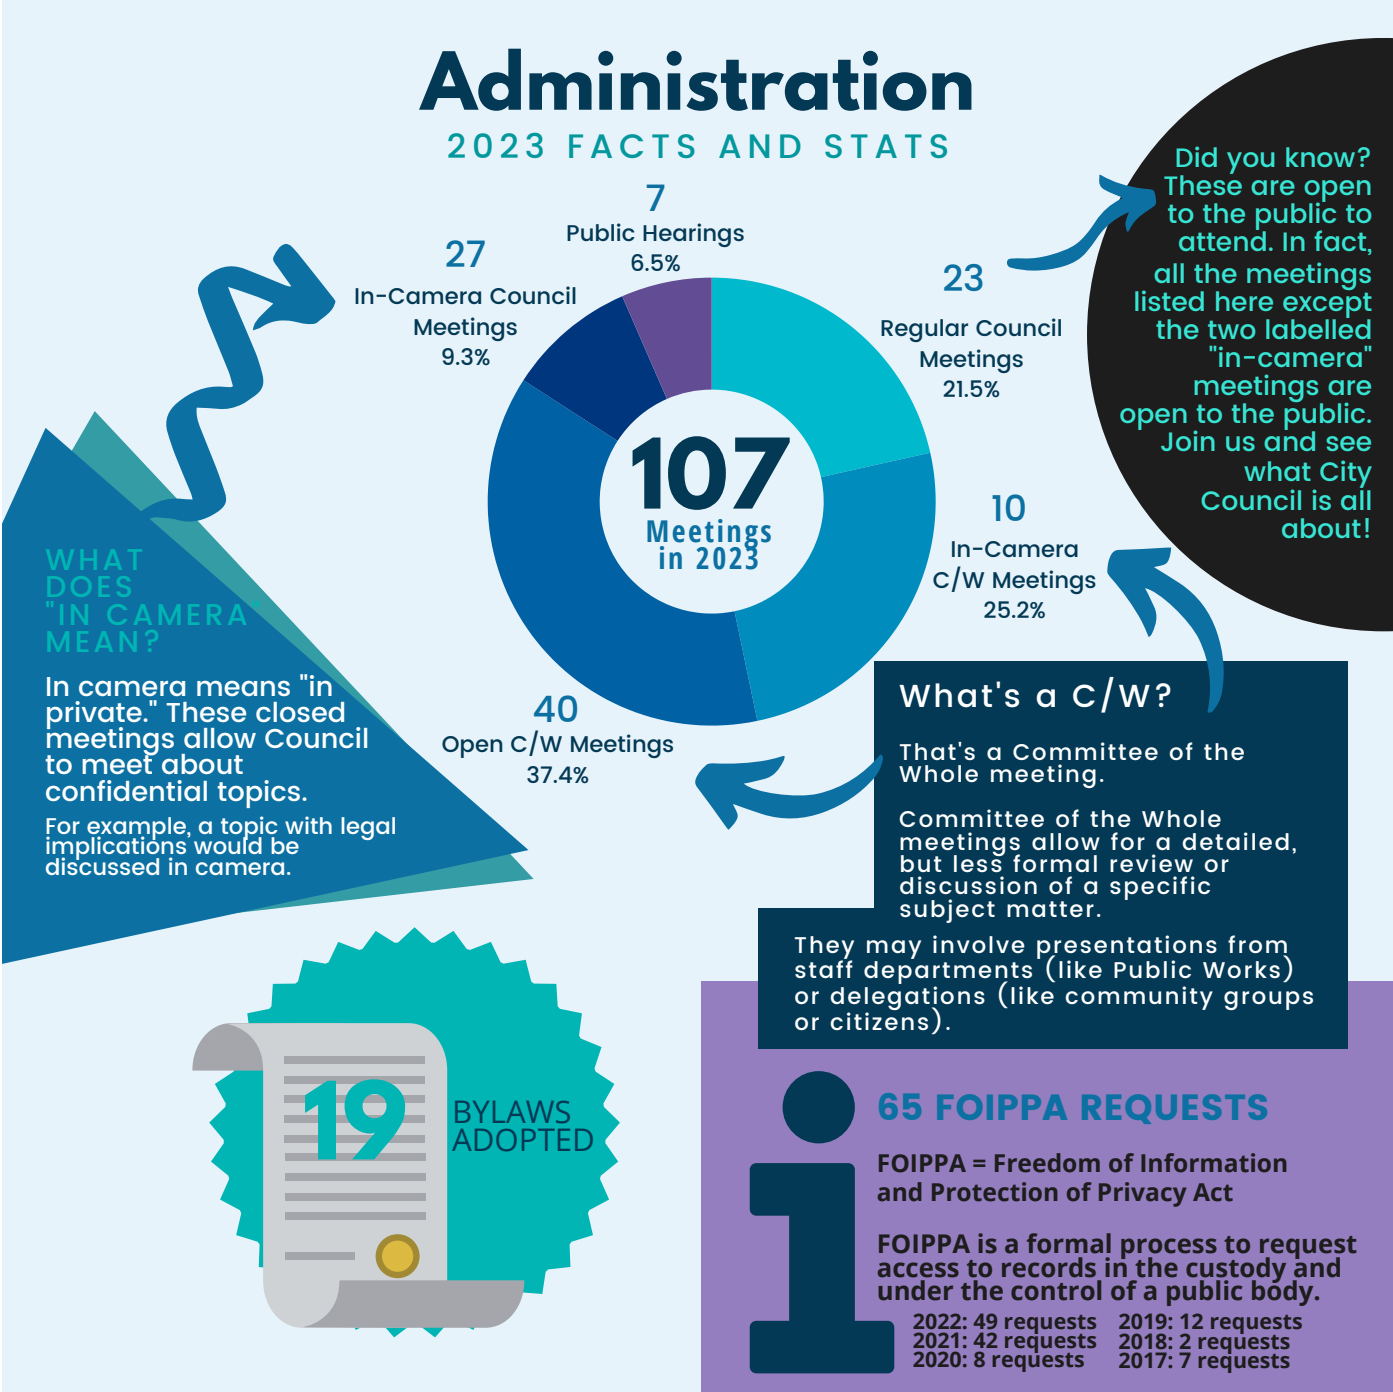 Administration
2023 FACTS AND STATS
7
Public Hearings
6.5%
27
In-Camera Council
Meetings
9.3%
23
Regular Council
Meetings
21.5%
Did you know?
These are open
to the public to
attend. In fact,
all the meetings
listed here except
the two labelled
"in-camera"
meetings are
open to the public.
Join us and see
what City
Council is all
about!
107
Meetings
in 2023
10
In-Camera
C/W Meetings
25.2%
40
Open C/W Meetings
37.4%
WHAT
DOES
"IN CAMERA"
MEAN?
In camera means "in
private." These closed
meetings allow Council
to meet about
confidential topics.
For example, a topic with legal
implications would be
discussed in camera.
What's a C/W?
That's a Committee of the
Whole meeting.
Committee of the Whole
meetings allow for a detailed,
but less formal review or
discussion of a specific
subject matter.
They may involve presentations from
staff departments (like Public Works)
or delegations (like community groups
or citizens).
19
BYLAWS
ADOPTED
65 FOIPPA REQUESTS
FOIPPA = Freedom of Information
and Protection of Privacy Act
FOIPPA is a formal process to request
access to records in the custody and
under the control of a public body.
2022: 49 requests
2021: 42 requests
2020: 8 requests
2019: 12 requests
2018: 2 requests
2017: 7 requests